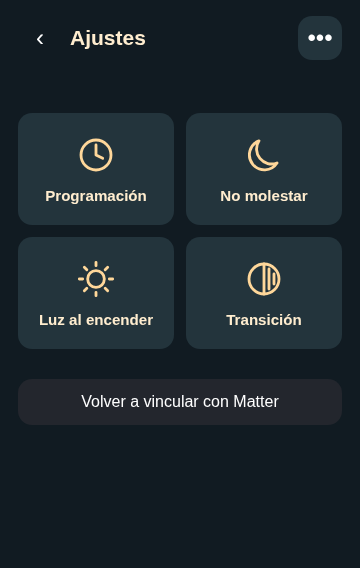 Ajustes
Programación
No molestar
Luz al encender
Transición
Volver a vincular con Matter